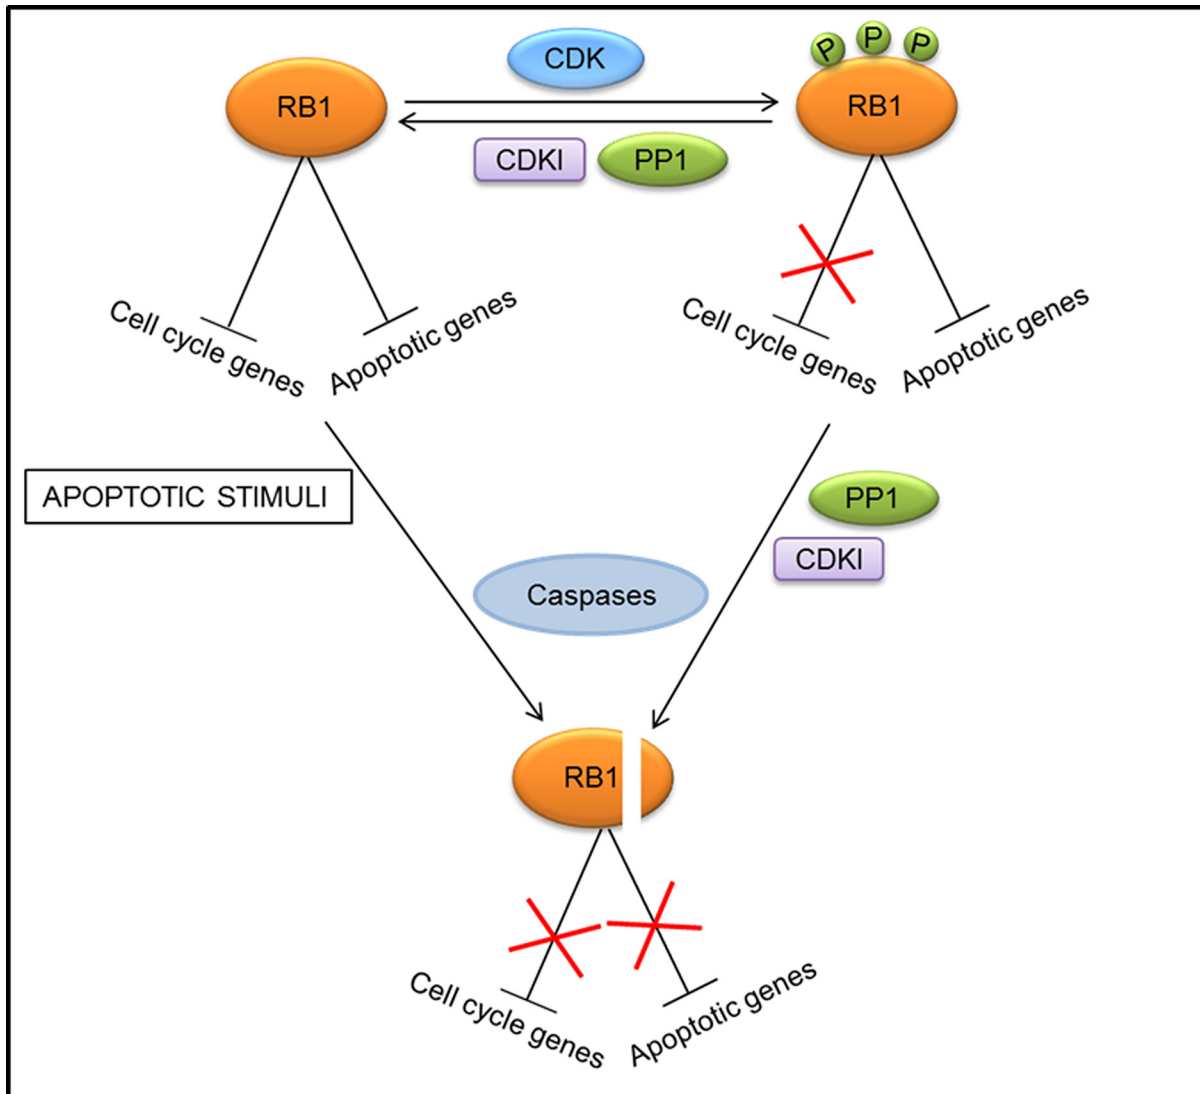 CDK
P
P
P
RB1
RB1
CDKI
PP1
Cell cycle genes
Apoptotic genes
Cell cycle genes
Apoptotic genes
APOPTOTIC STIMULI
PP1
CDKI
Caspases
RB1
Cell cycle genes
Apoptotic genes